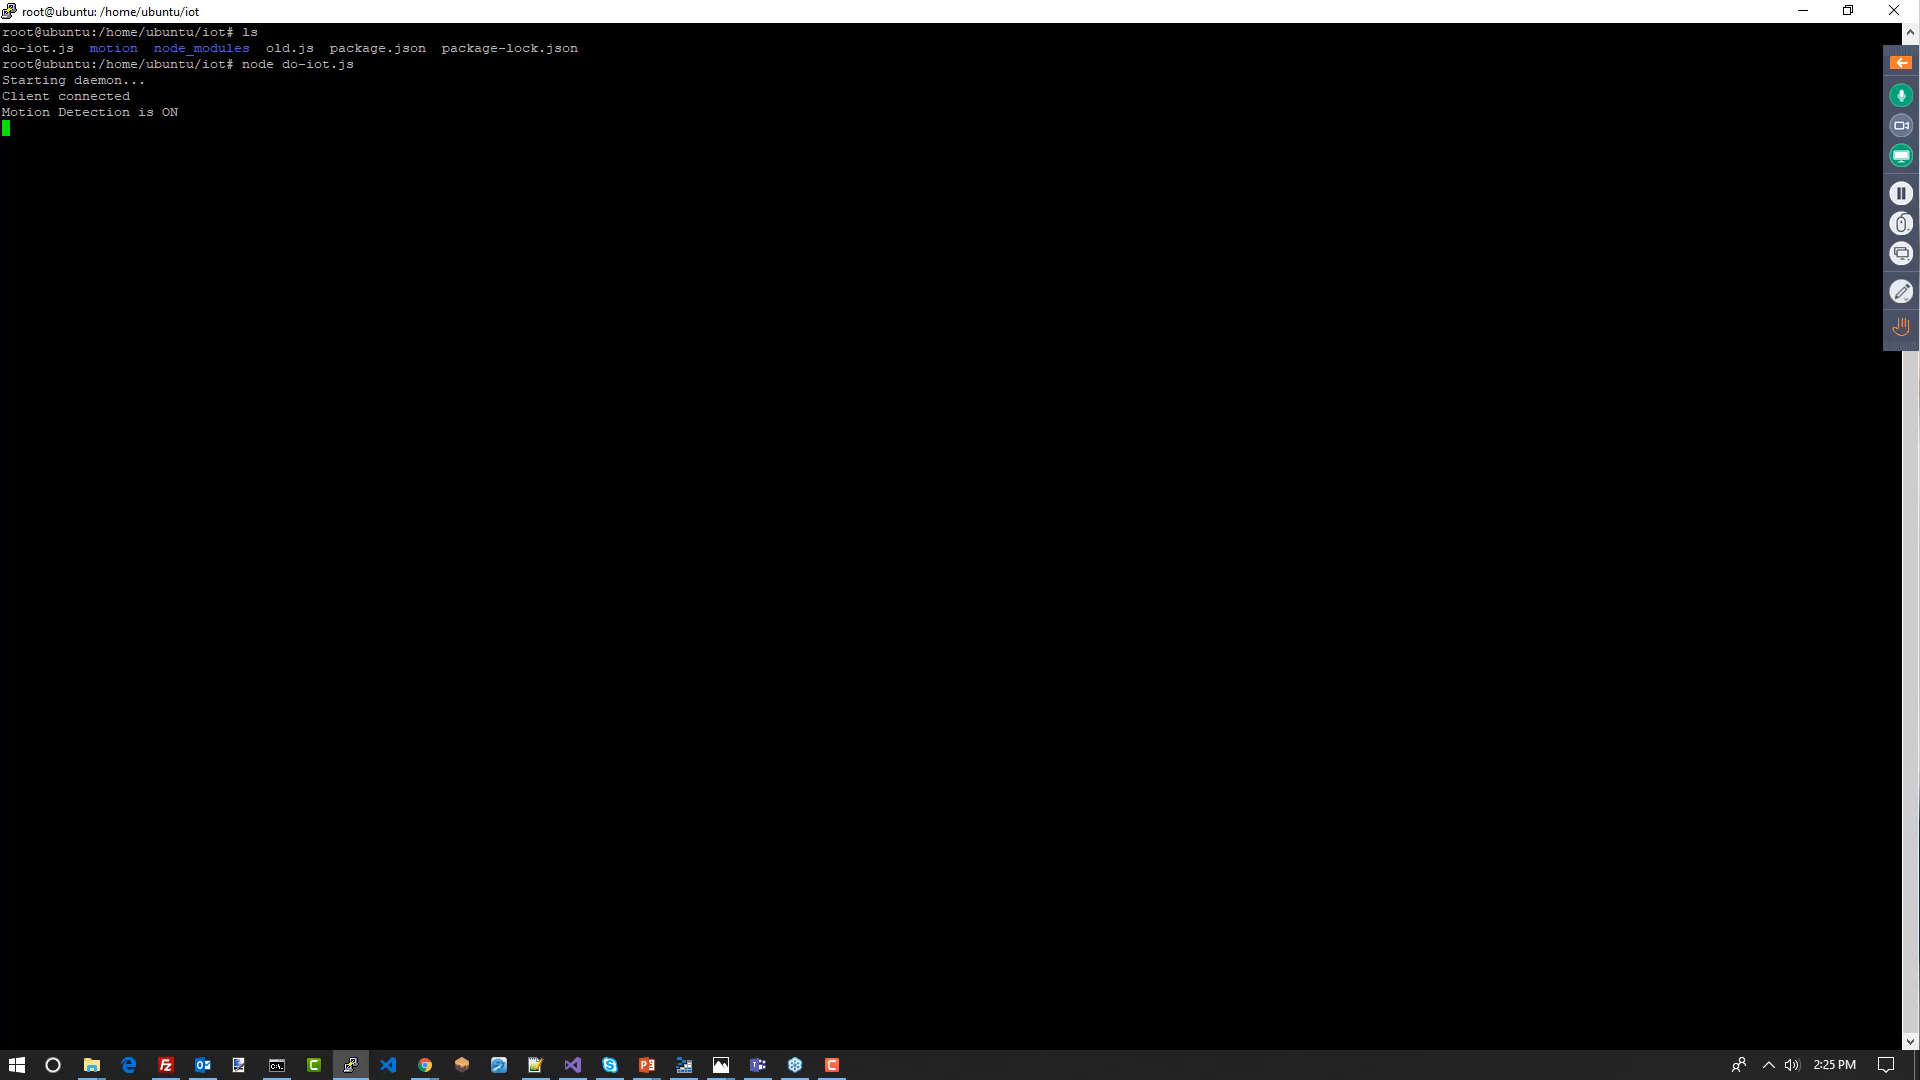 root@ubuntu: /home/ubuntu/iot
root@ubuntu:/home/ubuntu/iot# ls
do-iot.js  motion  node_modules  old.js  package.json  package-lock.json
root@ubuntu:/home/ubuntu/iot# node do-iot.js
Starting daemon...
Client connected
Motion Detection is ON
2:25 PM